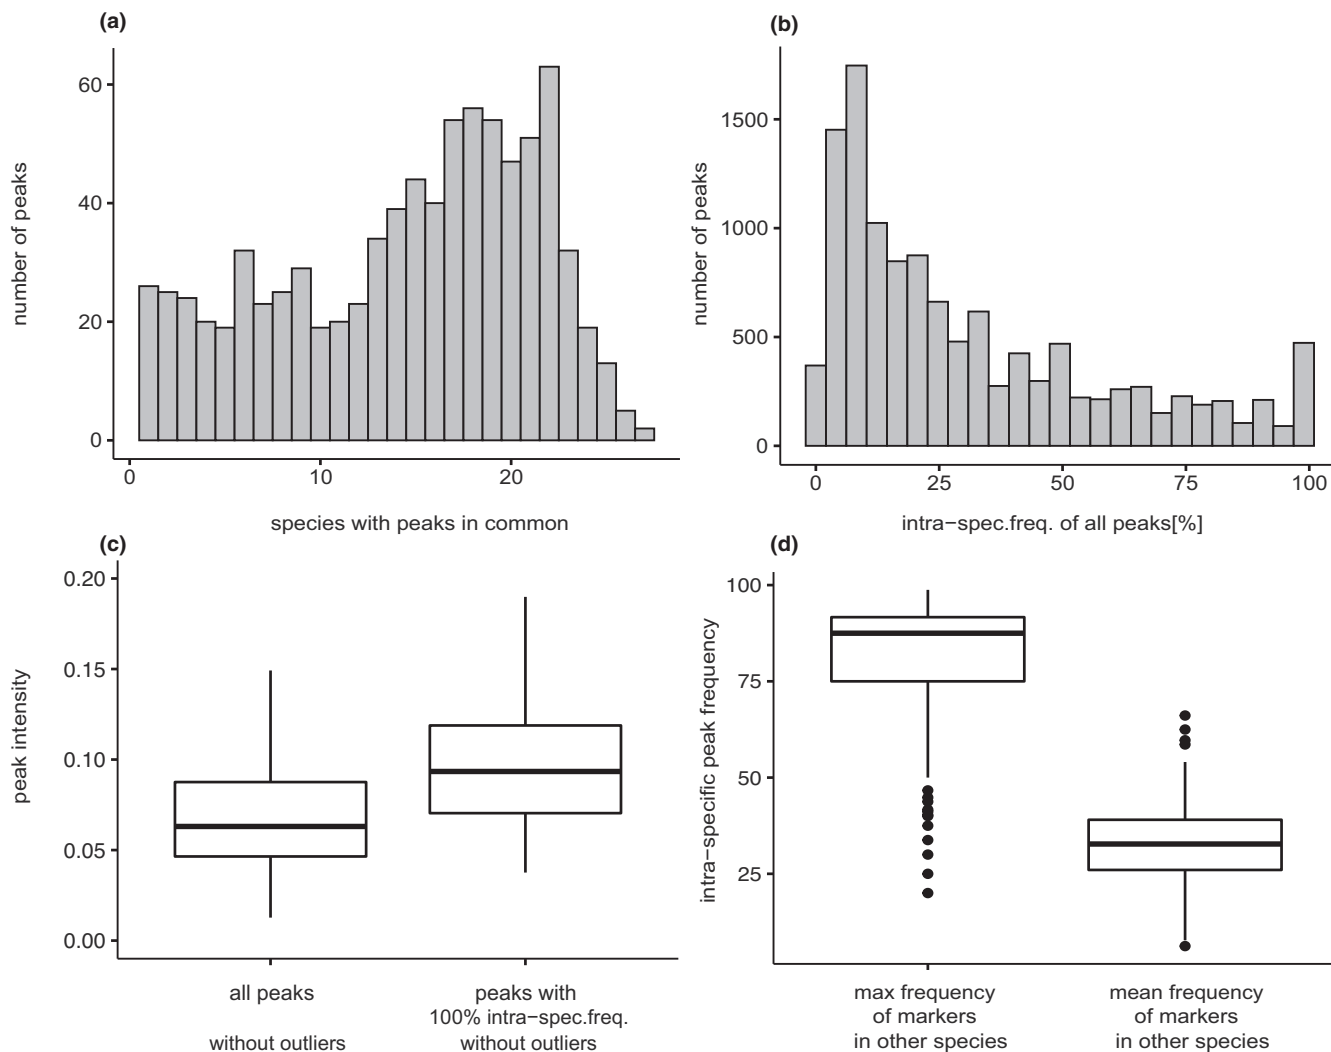 (a)
60
40
20
0
number of peaks
0 10 20
species with peaks in common
(b)
1500
1000
500
0
number of peaks
0 25 50 75 100
intra−spec.freq. of all peaks[%]
(c)
0.20
0.15
0.10
0.05
0.00
peak intensity
all peaks
without outliers
peaks with
100% intra−spec.freq.
without outliers
(d)
100
75
50
25
intra−specific peak frequency
max frequency
of markers
in other species
mean frequency
of markers
in other species